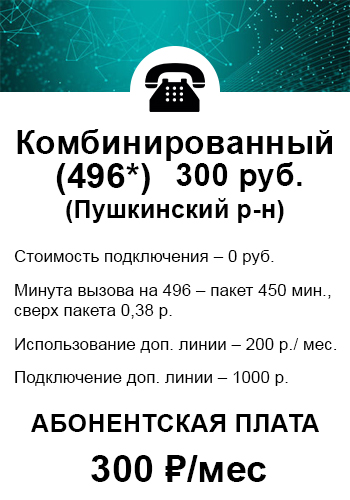 Комбинированный
(496*) 300 руб.
(Пушкинский р-н)
Стоимость подключения – 0 руб.
Минута вызова на 496 – пакет 450 мин.,
сверх пакета 0,38 р.
Использование доп. линии – 200 р./ мес.
Подключение доп. линии – 1000 р.
АБОНЕНТСКАЯ ПЛАТА
300 ₽/мес